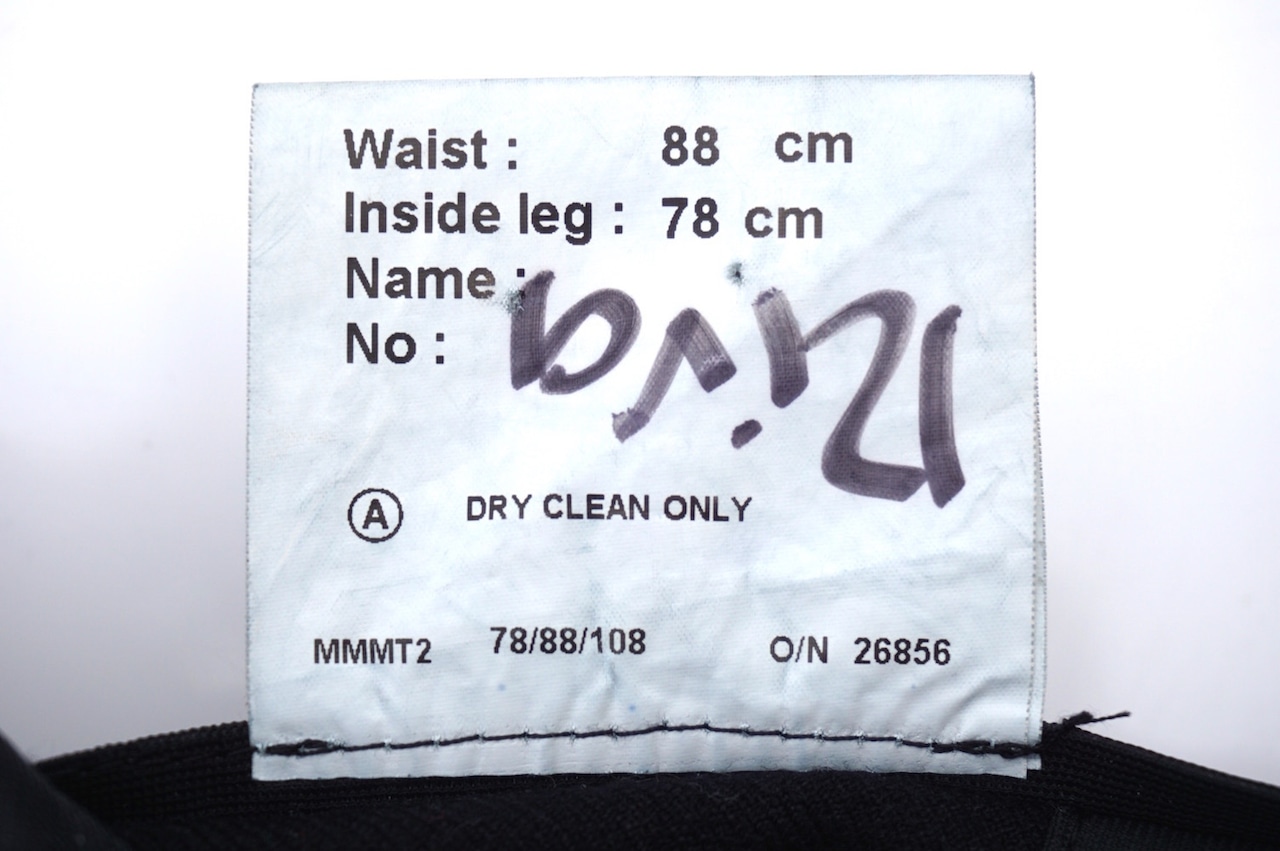 Waist : 88 cm
Inside leg : 78 cm
Name :
No :
Ⓐ DRY CLEAN ONLY
MMMT2 78/88/108 O/N 26856